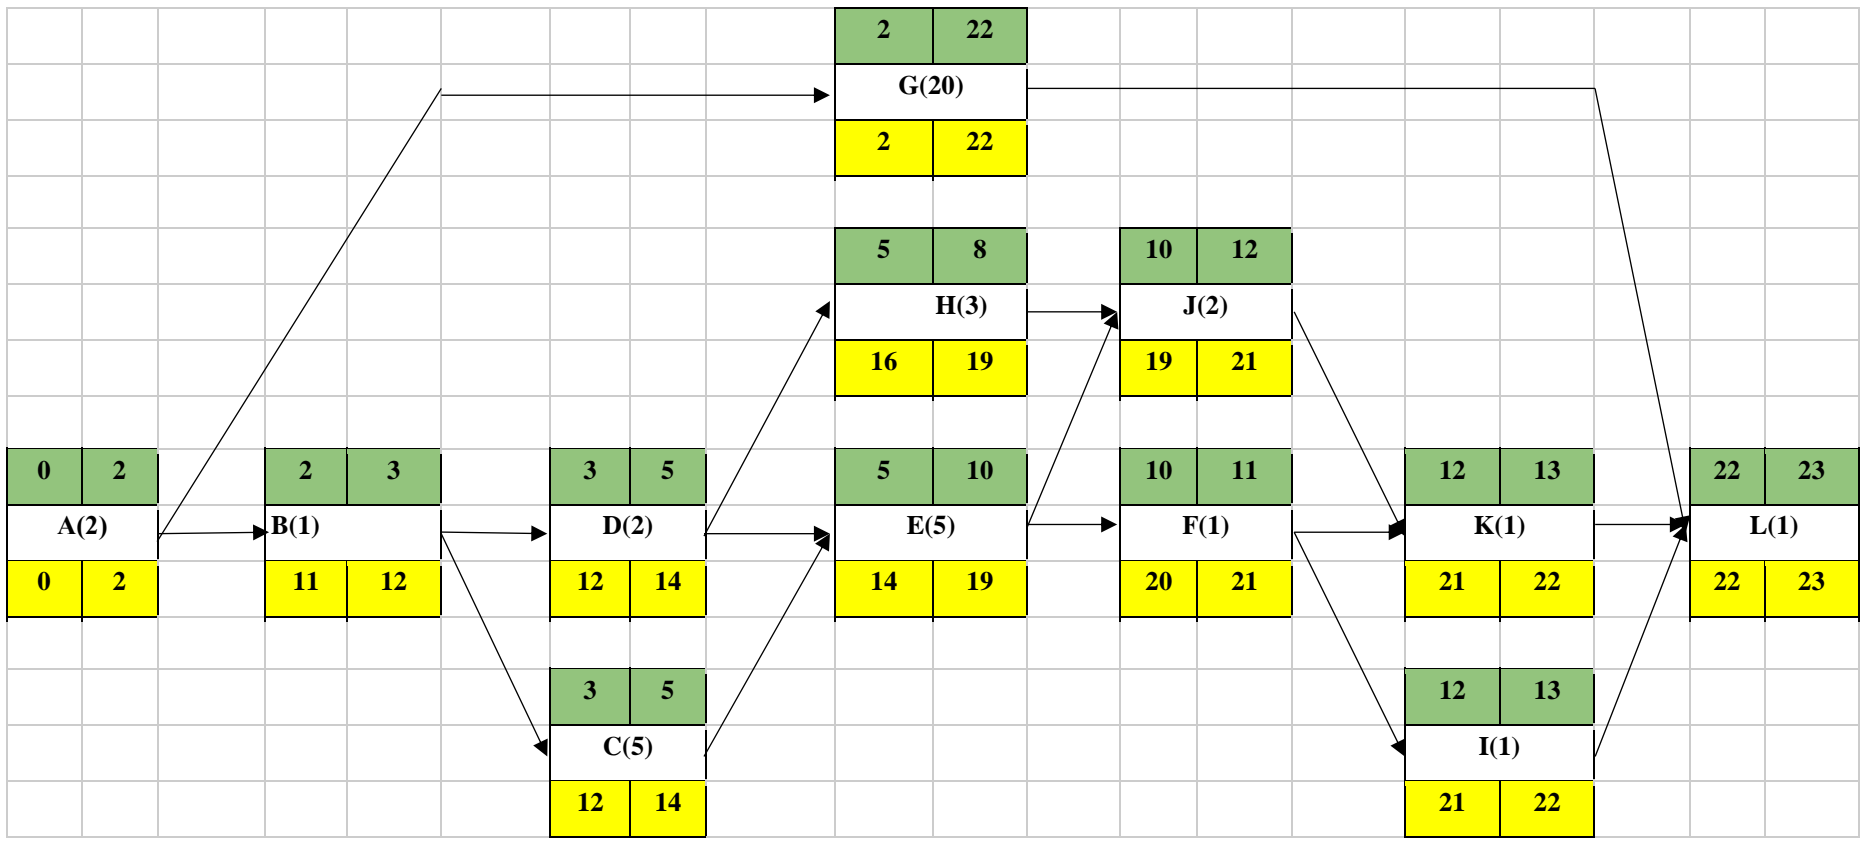 2 22
G(20)
2 22
5 8 10 12
H(3) J(2)
16 19 19 21
0 2 2 3 3 5 5 10 10 11 12 13 22 23
A(2) B(1) D(2) E(5) F(1) K(1) L(1)
0 2 11 12 12 14 14 19 20 21 21 22 22 23
3 5 12 13
C(5) I(1)
12 14 21 22